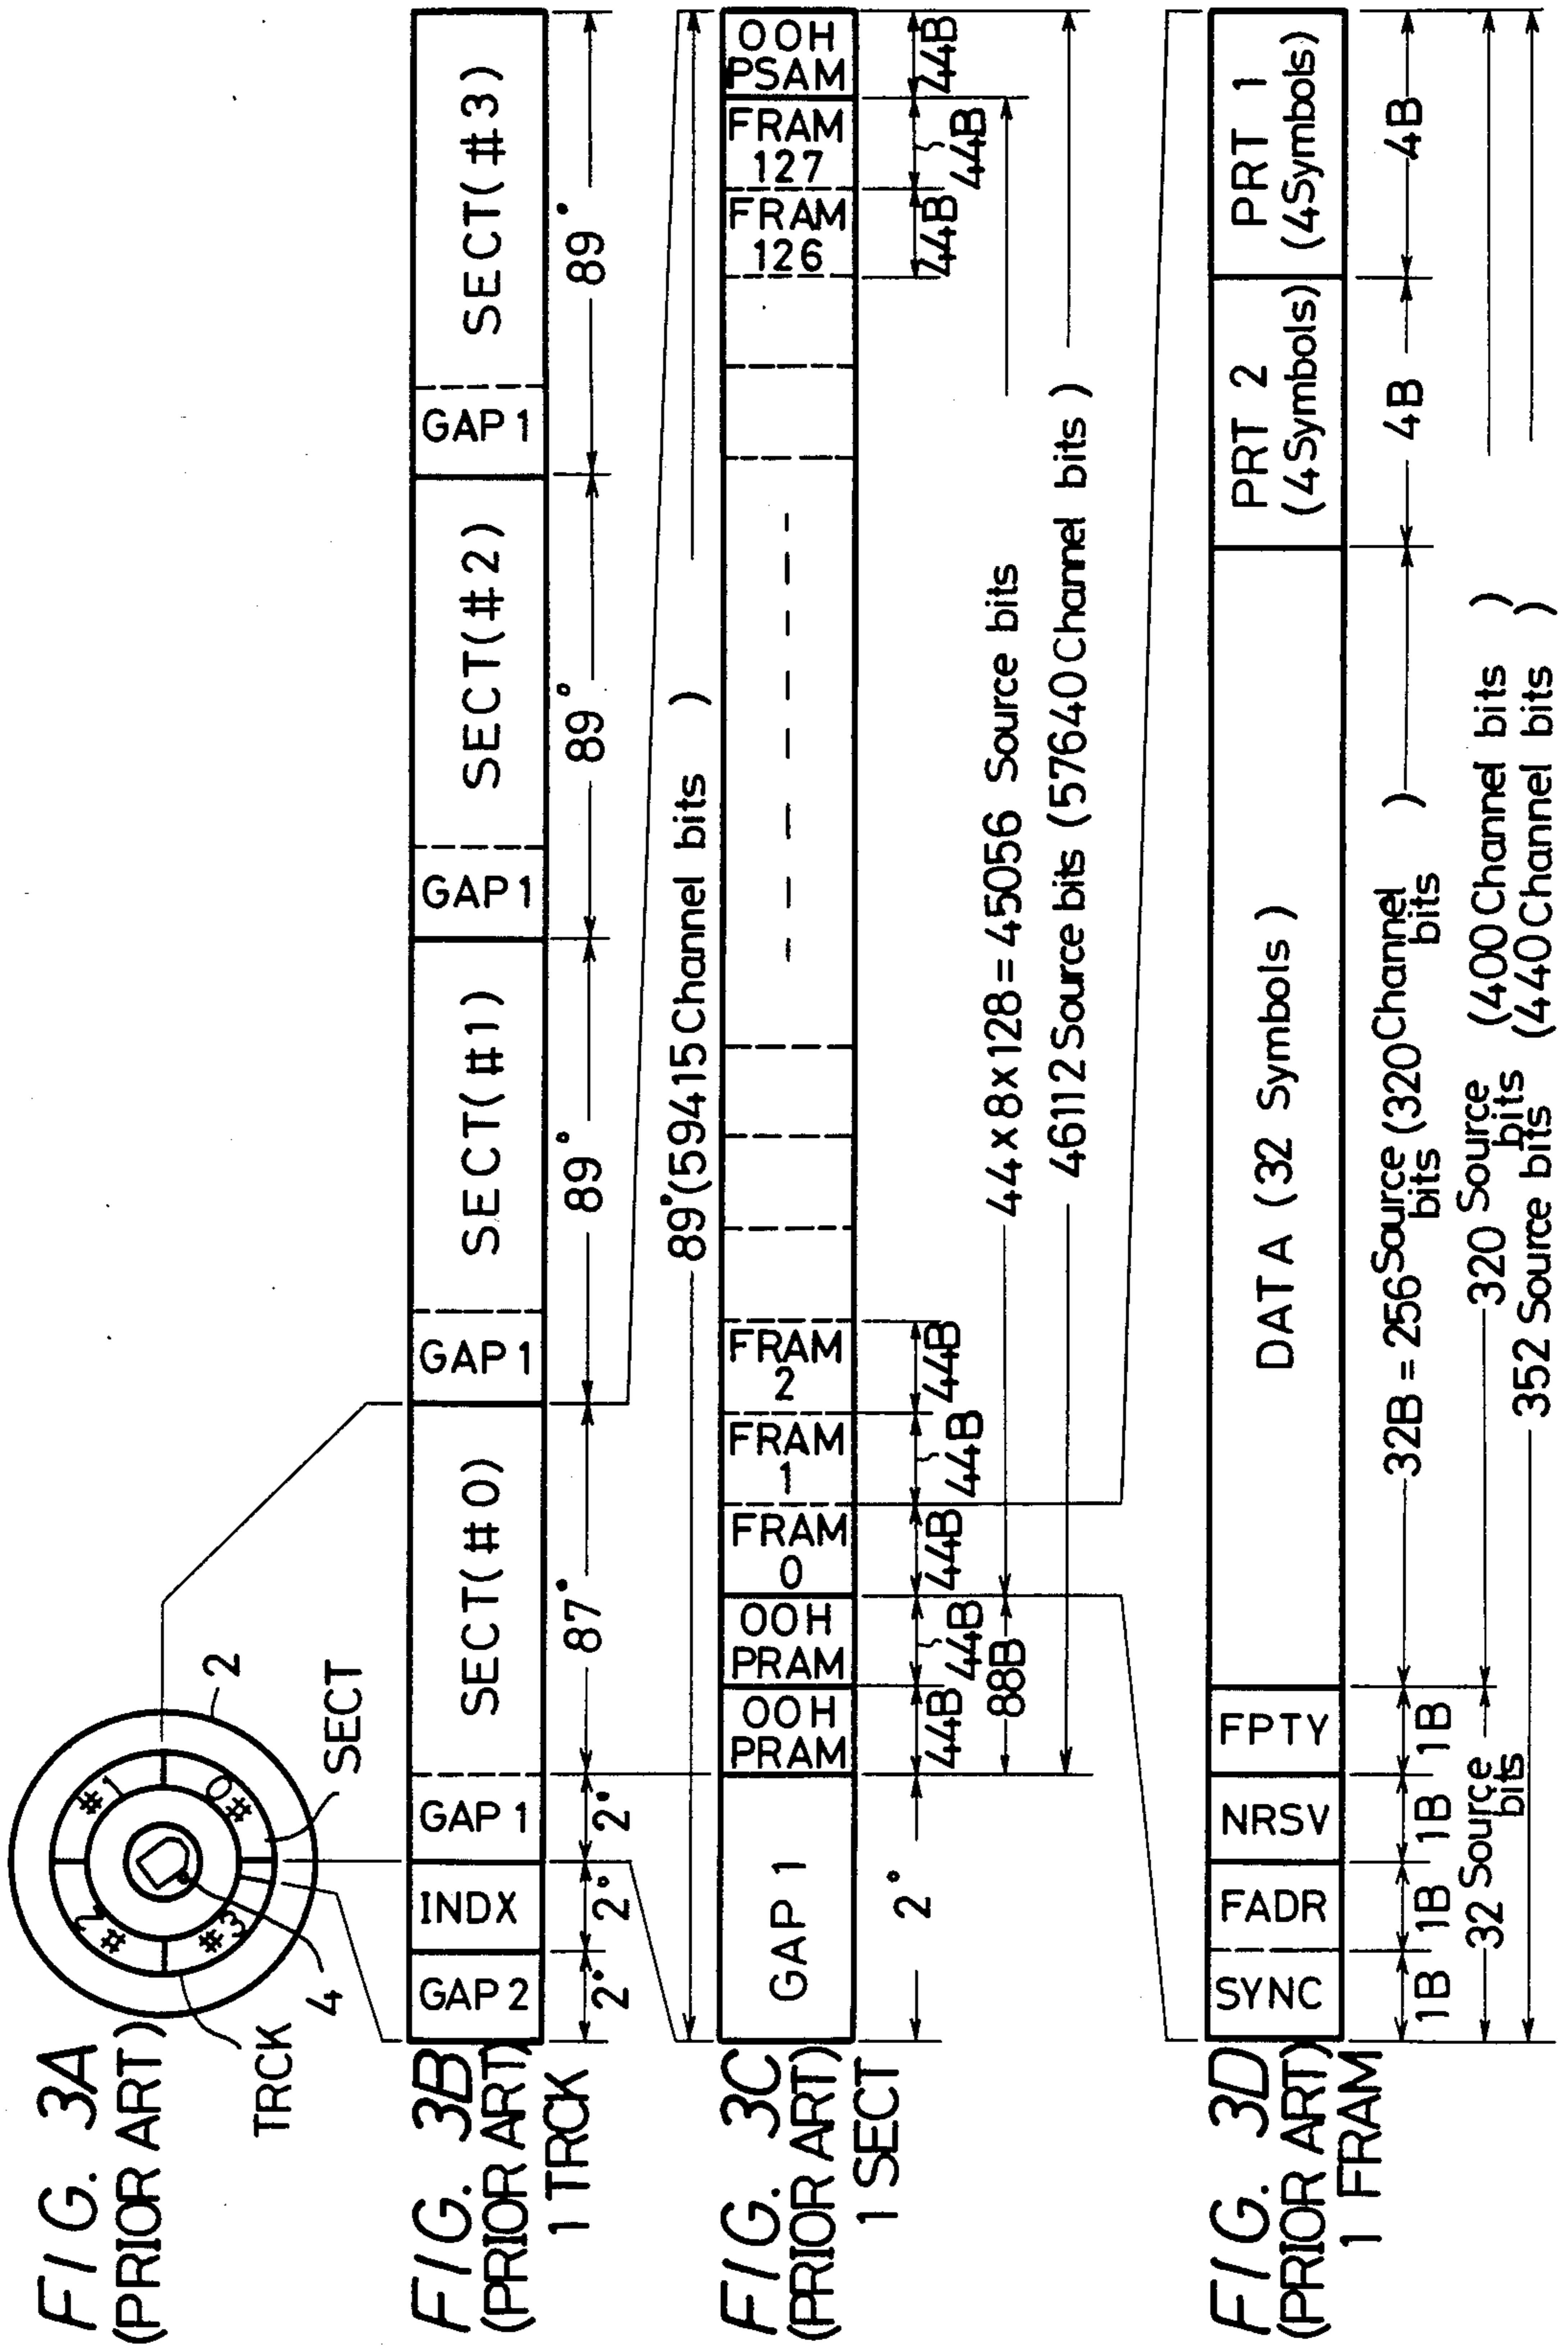 FIG. 3A
(PRIOR ART)
TRCK
4
SECT
2
#0
#1
#2
#3
FIG. 3B
(PRIOR ART)
1 TRCK
GAP 2
INDX
GAP 1
SECT(#0)
GAP 1
SECT(#1)
GAP 1
SECT(#2)
GAP 1
SECT(#3)
2°
2°
2°
87°
89°
89°
89°
89°(59415 Channel bits )
FIG. 3C
(PRIOR ART)
1 SECT
GAP 1
OOH
PRAM
OOH
PRAM
FRAM
0
FRAM
1
FRAM
2
FRAM
126
FRAM
127
OOH
PSAM
2°
44B
44B
44B
44B
44B
44B
44B
44B
88B
44x8x128=45056 Source bits
46112 Source bits (57640 Channel bits )
FIG. 3D
(PRIOR ART)
1 FRAM
SYNC
FADR
NRSV
FPTY
DATA (32 Symbols )
PRT 2
(4Symbols)
PRT 1
(4Symbols)
1B
1B
1B
1B
32B = 256 Source (320 Channel
bits
bits
)
4B
4B
32 Source
bits
320 Source
bits
(400 Channel bits )
352 Source bits (440 Channel bits )